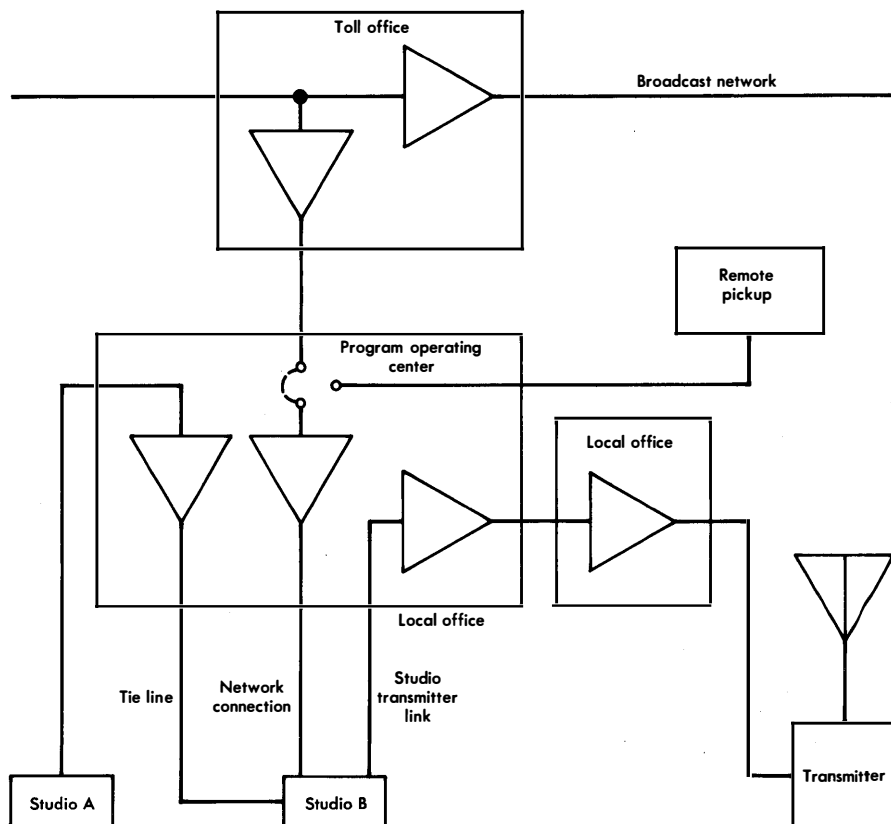 Toll office
Broadcast network
Remote
pickup
Program operating
center
Local office
Local office
Tie line
Network
connection
Studio
transmitter
link
Studio A
Studio B
Transmitter